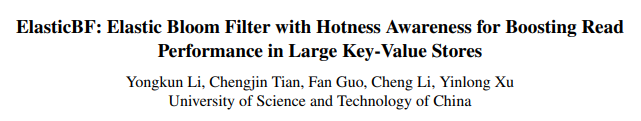 ElasticBF: Elastic Bloom Filter with Hotness Awareness for Boosting Read
Performance in Large Key-Value Stores
Yongkun Li, Chengjin Tian, Fan Guo, Cheng Li, Yinlong Xu
University of Science and Technology of China